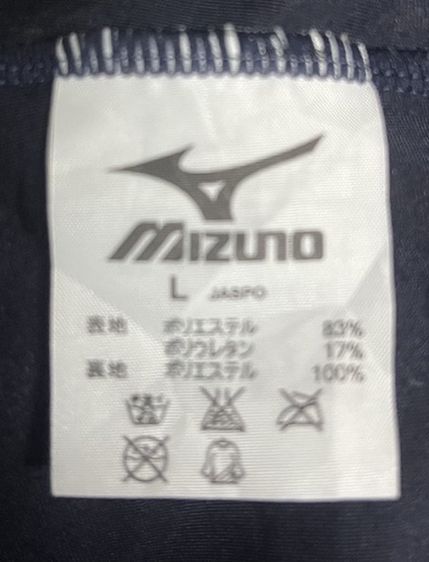 MIZUNO
L JASPO
表地 ポリエステル 83%
ポリウレタン 17%
裏地 ポリエステル 100%